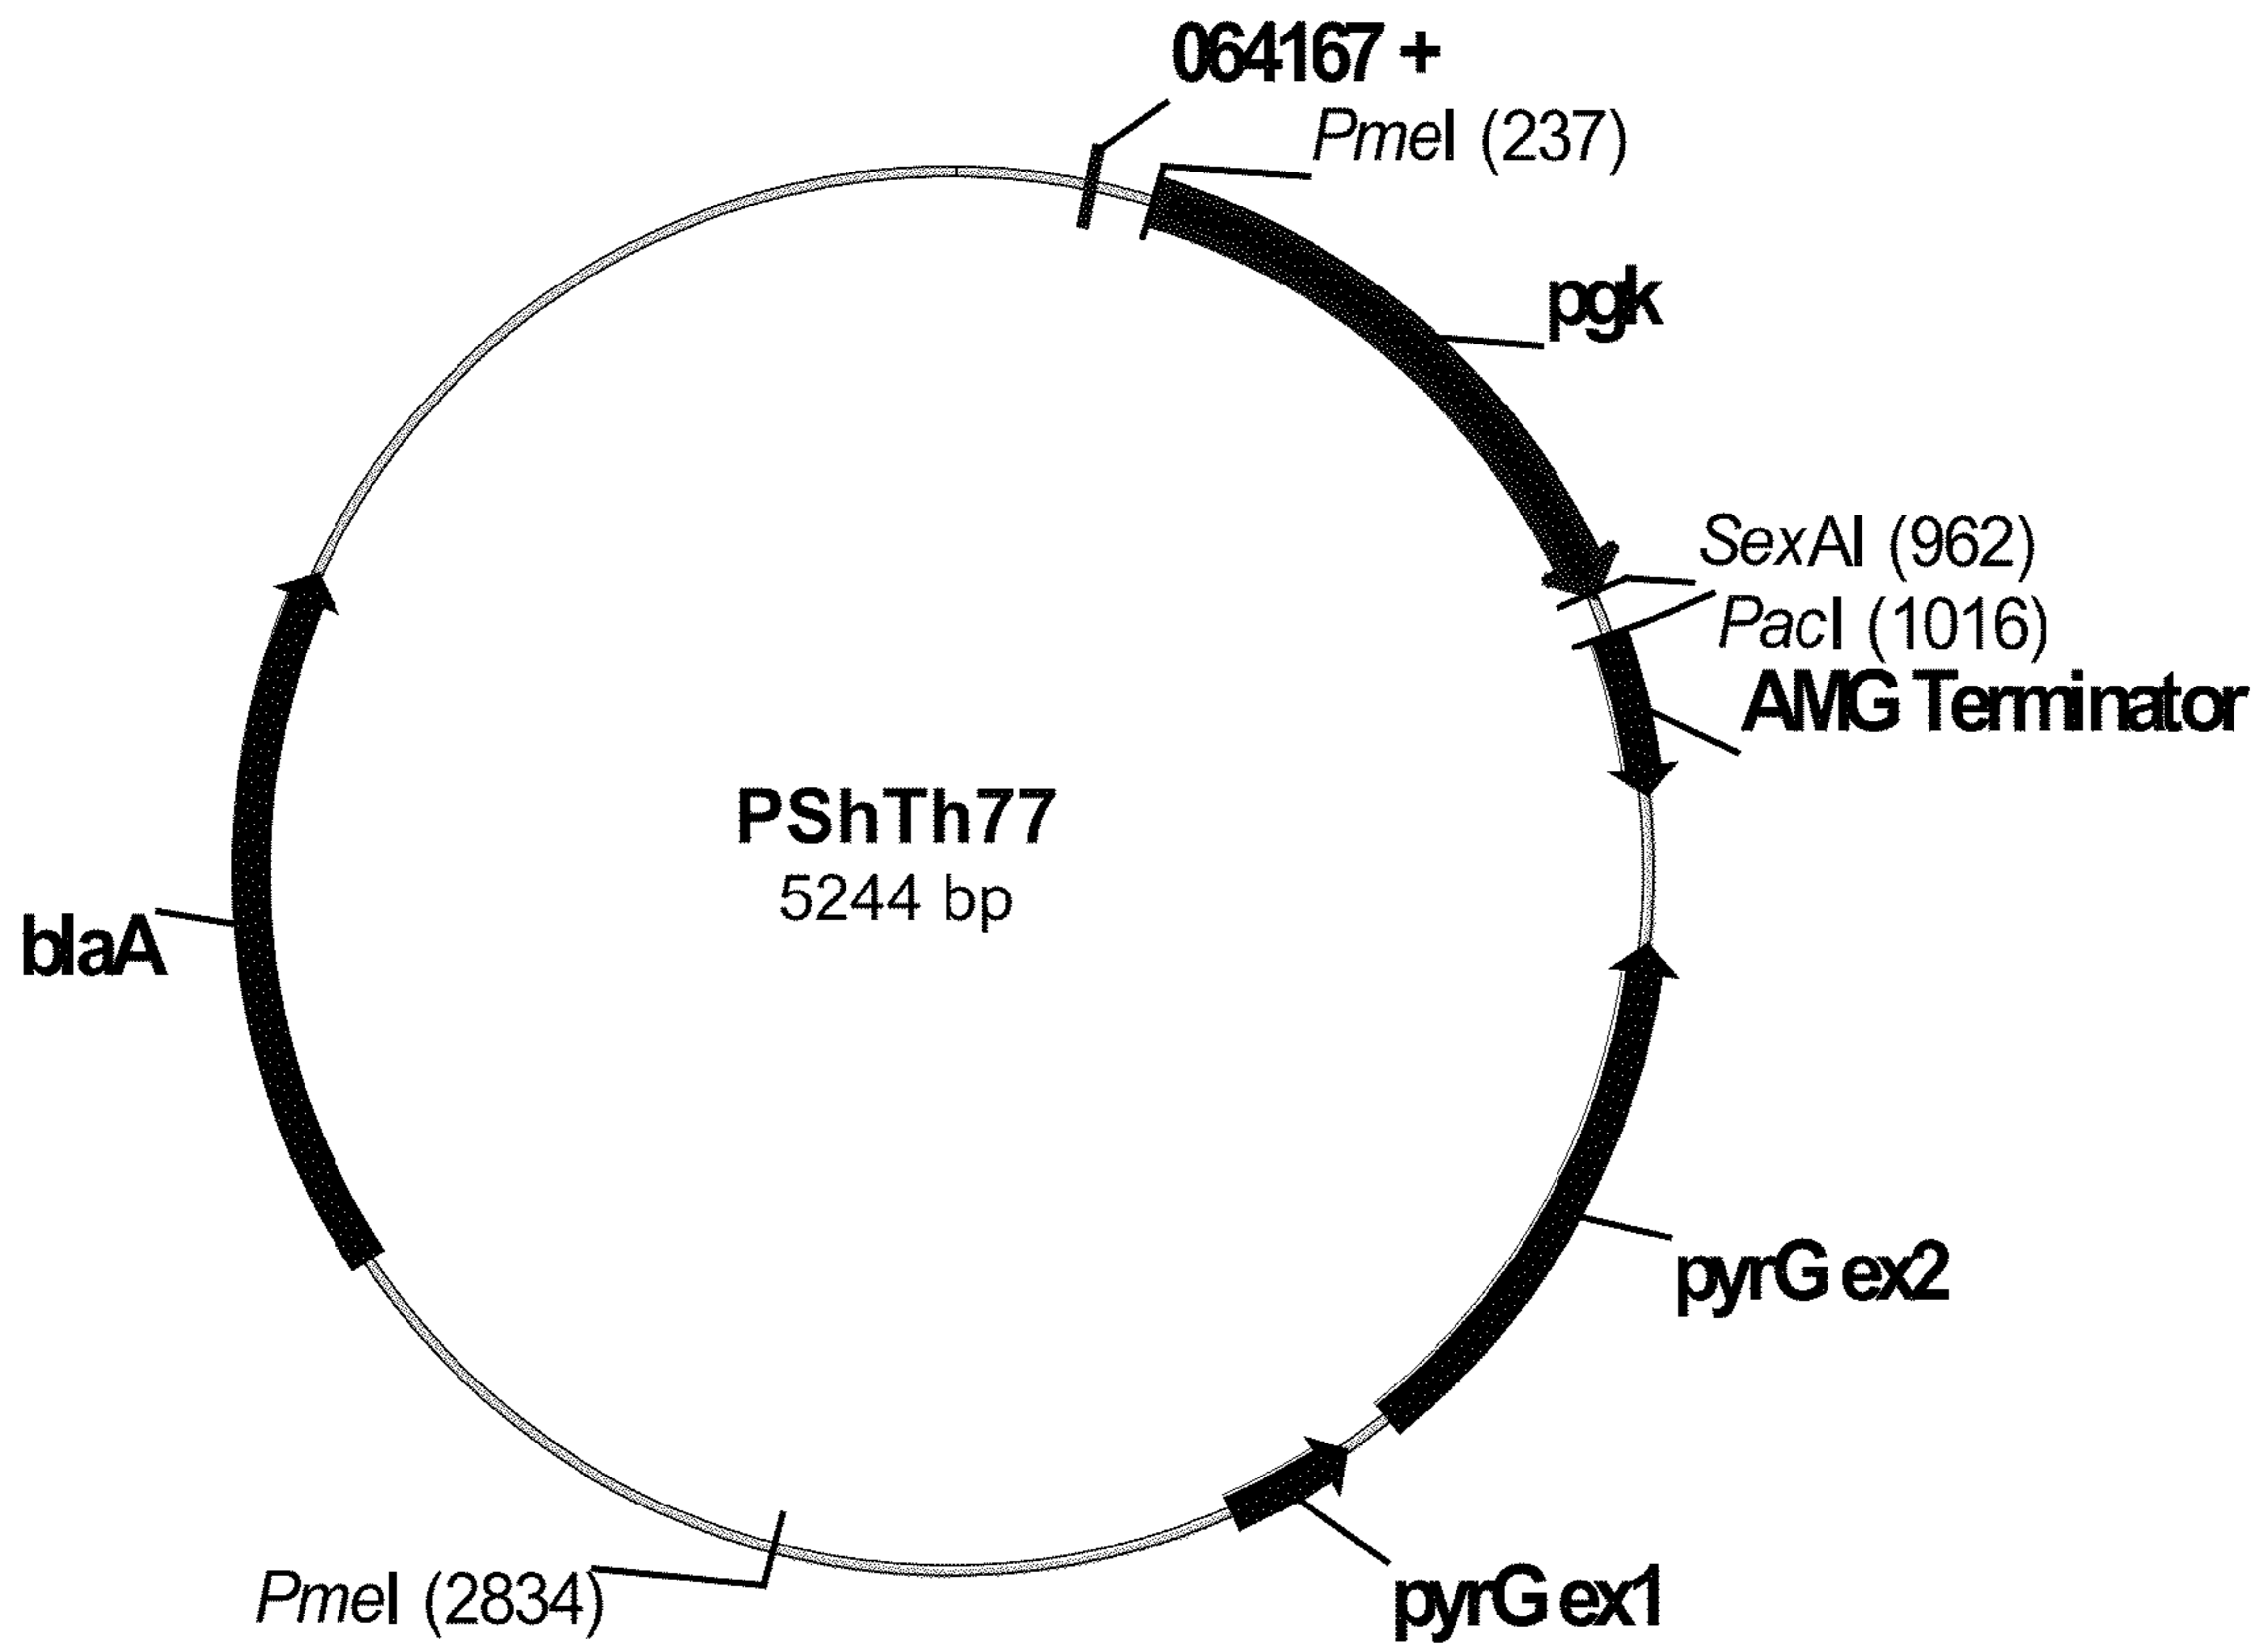 064167 +
PmeI (237)
pgk
SexAI (962)
PacI (1016)
AMG Terminator
PShTh77
5244 bp
blaA
pyrG ex2
PmeI (2834)
pyrG ex1